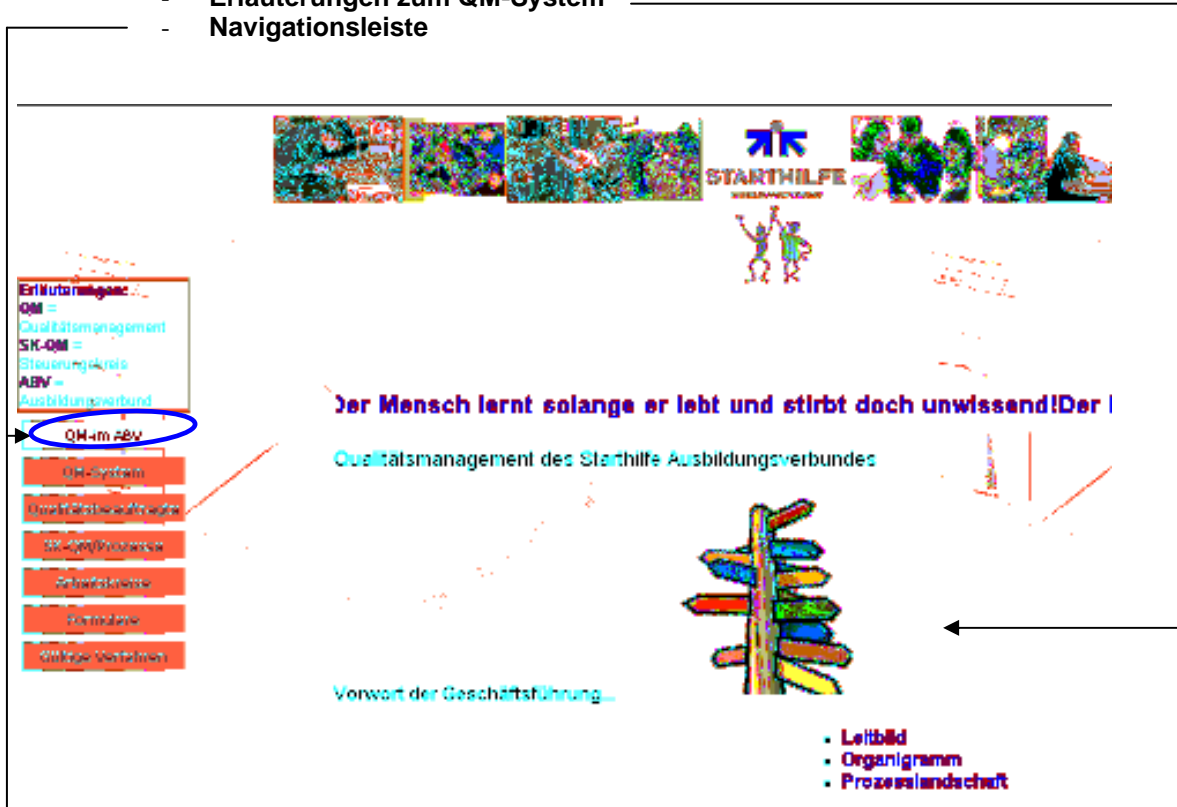 - Erläuterungen zum QM-System
- Navigationsleiste
STARTHILFE
Erläuterungen:
QM =
Qualitätsmanagement
SK-QM =
Steuerungskreis
ABV =
Ausbildungsverbund
QM-im ABV
QM-System
Qualitätsbeauftragte
SK-QM/Prozesse
Arbeitskreise
Formulare
Gültige Verfahren
Der Mensch lernt solange er lebt und stirbt doch unwissend!Der
Qualitätsmanagement des Starthilfe Ausbildungsverbundes
Vorwort der Geschäftsführung...
• Leitbild
• Organigramm
• Prozesslandschaft